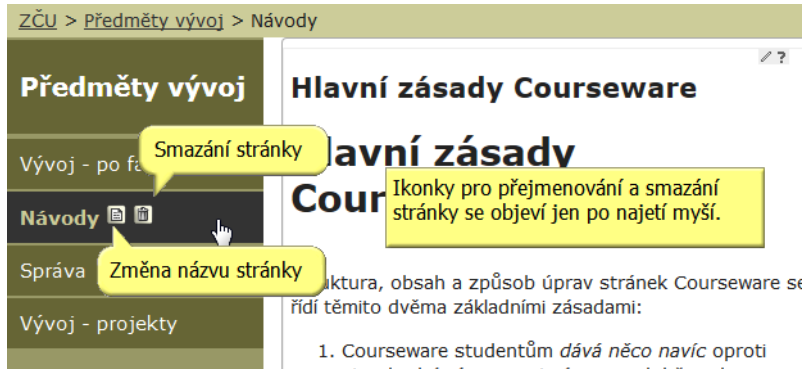 ZČU > Předměty vývoj > Návody
Předměty vývoj
Vývoj - po
Návody
Správa
Vývoj - projekty
Smazání stránky
Změna názvu stránky
?
Hlavní zásady Courseware
lavní zásady
Cour
Ikonky pro přejmenování a smazání
stránky se objeví jen po najetí myší.
uktura, obsah a způsob úprav stránek Courseware se
řídí těmito dvěma základními zásadami:
1. Courseware studentům dává něco navíc oproti